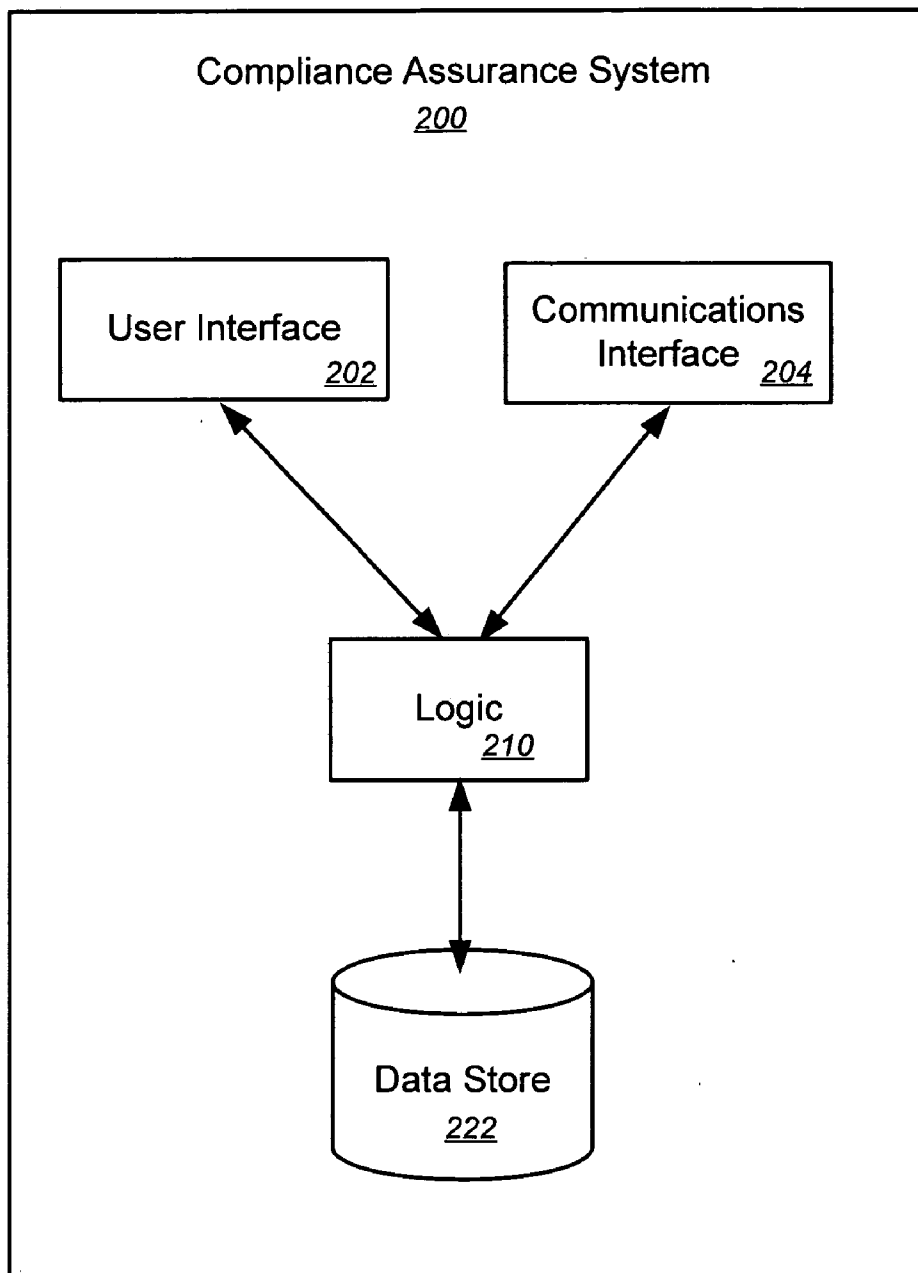 Compliance Assurance System
200
User Interface
202
Communications
Interface
204
Logic
210
Data Store
222